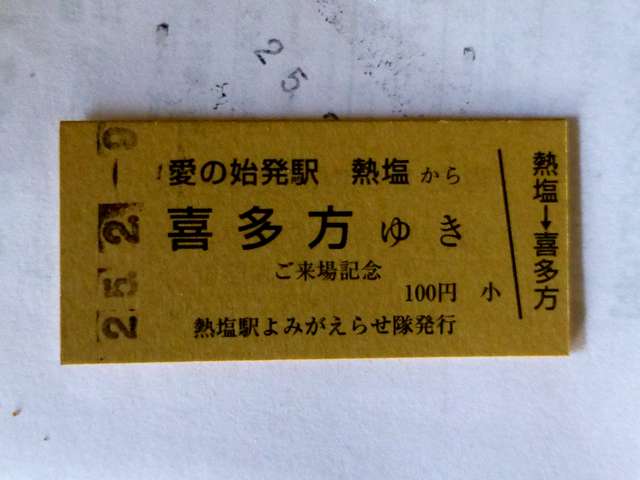 愛の始発駅 熱塩から
喜多方ゆき
ご来場記念
100円 小
熱塩駅よみがえらせ隊発行
熱塩→喜多方
25. 2.
25